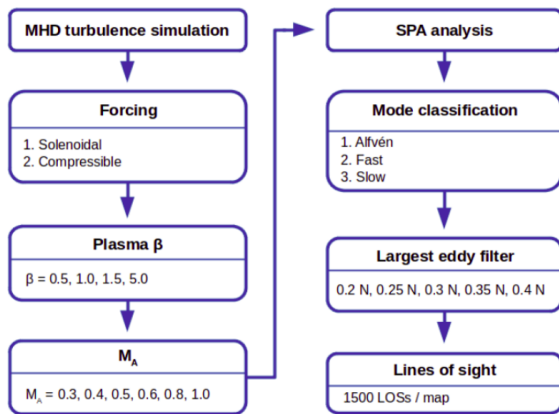 MHD turbulence simulation
Forcing
1. Solenoidal
2. Compressible
Plasma β
β = 0.5, 1.0, 1.5, 5.0
M_A
M_A = 0.3, 0.4, 0.5, 0.6, 0.8, 1.0
SPA analysis
Mode classification
1. Alfvén
2. Fast
3. Slow
Largest eddy filter
0.2 N, 0.25 N, 0.3 N, 0.35 N, 0.4 N
Lines of sight
1500 LOSs / map